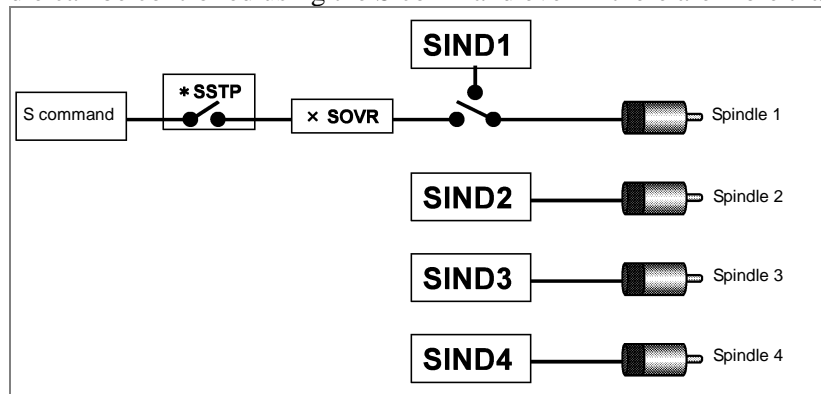 SIND1
*SSTP
S command
× SOVR
Spindle 1
SIND2
Spindle 2
SIND3
Spindle 3
SIND4
Spindle 4